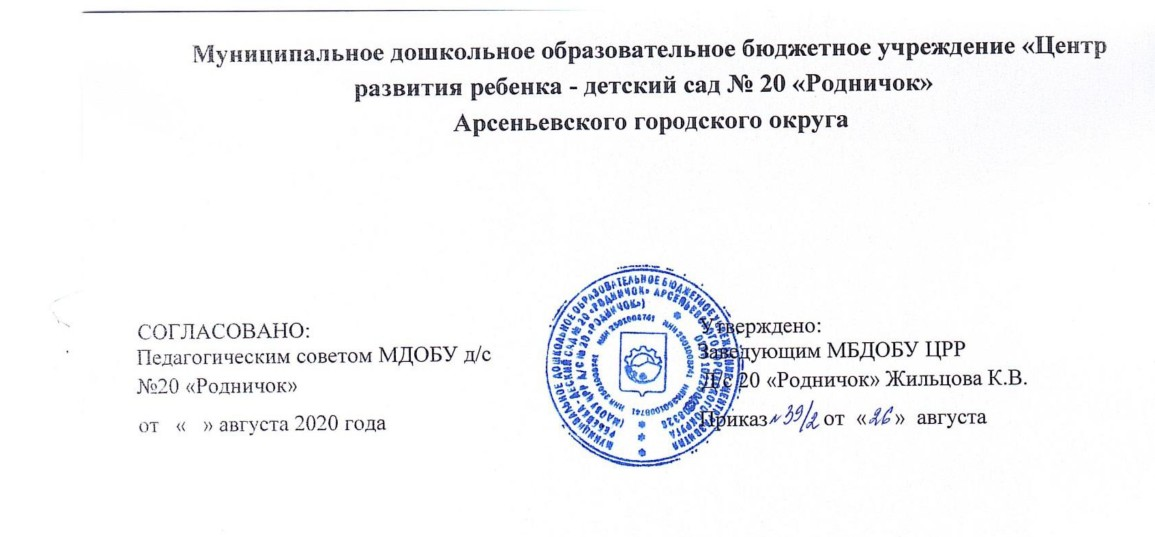 Муниципальное дошкольное образовательное бюджетное учреждение «Центр
развития ребенка - детский сад № 20 «Родничок»
Арсеньевского городского округа
СОГЛАСОВАНО:
Педагогическим советом МДОБУ д/с
№20 «Родничок»
от « » августа 2020 года
Утверждено:
Заведующим МБДОБУ ЦРР
Д/с 20 «Родничок» Жильцова К.В.
Приказ № 39/2 от «26» августа